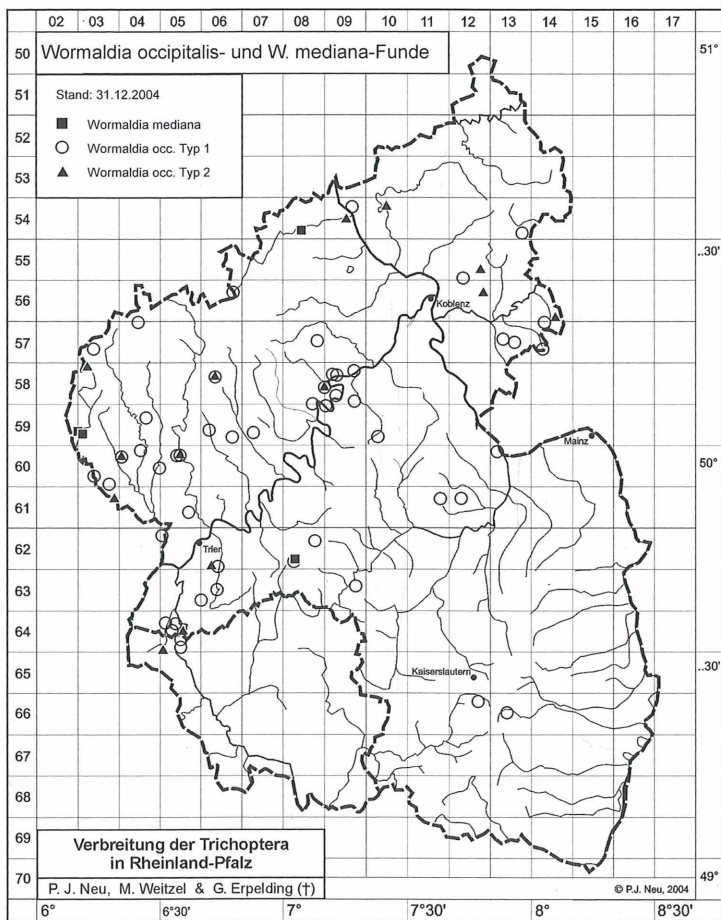 02 03 04 05 06 07 08 09 10 11 12 13 14 15 16 17
Wormaldia occipitalis- und W. mediana-Funde
Stand: 31.12.2004
Wormaldia mediana
Wormaldia occ. Typ 1
Wormaldia occ. Typ 2
50
51
52
53
54
55
56
57
58
59
60
61
62
63
64
65
66
67
68
69
70
51°
..30'
50°
..30'
49°
Koblenz
Mainz
Trier
Kaiserslautern
Verbreitung der Trichoptera
in Rheinland-Pfalz
P. J. Neu, M. Weitzel & G. Erpelding (†)
© P.J. Neu, 2004
6° 6°30' 7° 7°30' 8° 8°30'